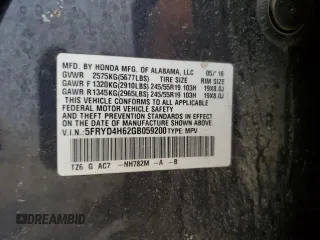 MFD. BY HONDA MFG. OF ALABAMA, LLC 05/16
GVWR 2575KG(5677LBS) TIRE SIZE RIM SIZE
GAWR F 1320KG(2910LBS) 245/55R19 103H 19X8.0J
GAWR R 1345KG(2965LBS) 245/55R19 103H 19X8.0J
THIS VEHICLE CONFORMS TO ALL APPLICABLE
FEDERAL MOTOR VEHICLE SAFETY, BUMPER,
AND THEFT PREVENTION STANDARDS IN EFFECT
ON THE DATE OF MANUFACTURE SHOWN ABOVE.
V.I.N.: 5FRYD4H62GB059200 TYPE: MPV
TZ6 G AC7 -NH782M -A -B
DREAMBID